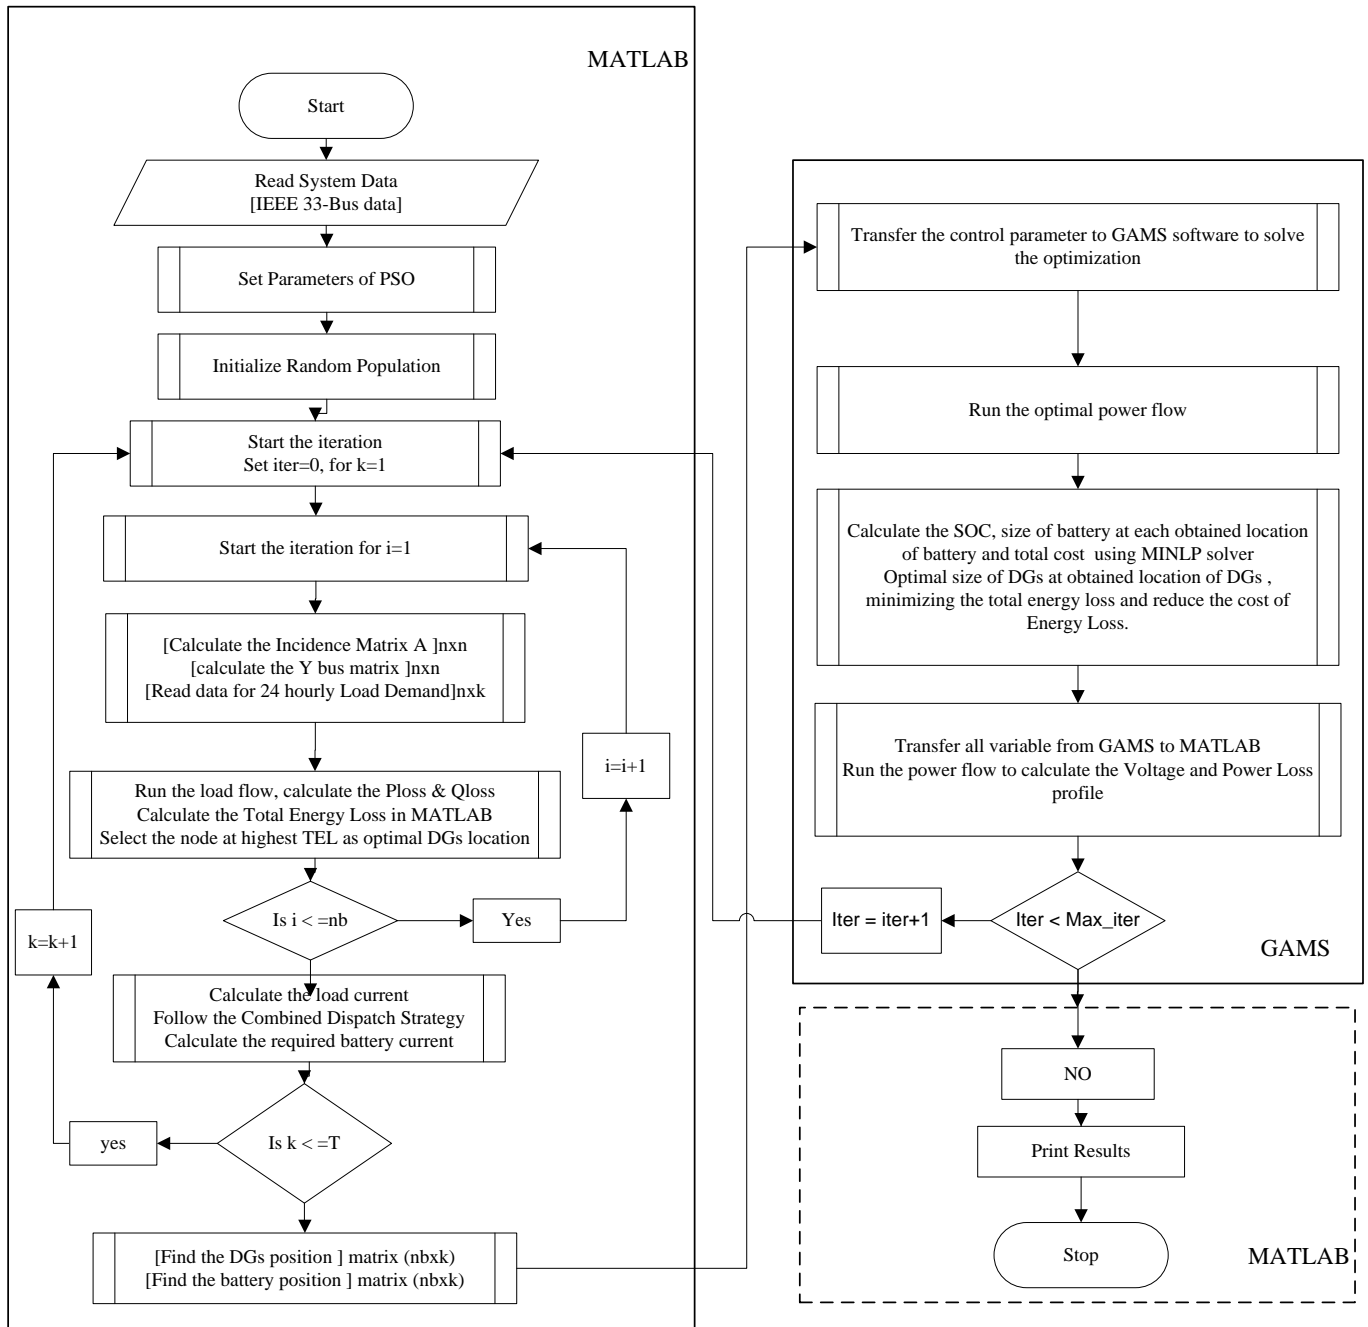 MATLAB
Start
Read System Data
[IEEE 33-Bus data]
Set Parameters of PSO
Initialize Random Population
Start the iteration
Set iter=0, for k=1
Start the iteration for i=1
[Calculate the Incidence Matrix A ]nxn
[calculate the Y bus matrix ]nxn
[Read data for 24 hourly Load Demand]nxk
i=i+1
Run the load flow, calculate the Ploss & Qloss
Calculate the Total Energy Loss in MATLAB
Select the node at highest TEL as optimal DGs location
Is i < =nb
Yes
k=k+1
Calculate the load current
Follow the Combined Dispatch Strategy
Calculate the required battery current
yes
Is k < =T
[Find the DGs position ] matrix (nbxk)
[Find the battery position ] matrix (nbxk)
Transfer the control parameter to GAMS software to solve
the optimization
Run the optimal power flow
Calculate the SOC, size of battery at each obtained location
of battery and total cost  using MINLP solver
Optimal size of DGs at obtained location of DGs ,
minimizing the total energy loss and reduce the cost of
Energy Loss.
Transfer all variable from GAMS to MATLAB
Run the power flow to calculate the Voltage and Power Loss
profile
Iter = iter+1
Iter < Max_iter
GAMS
NO
Print Results
Stop
MATLAB